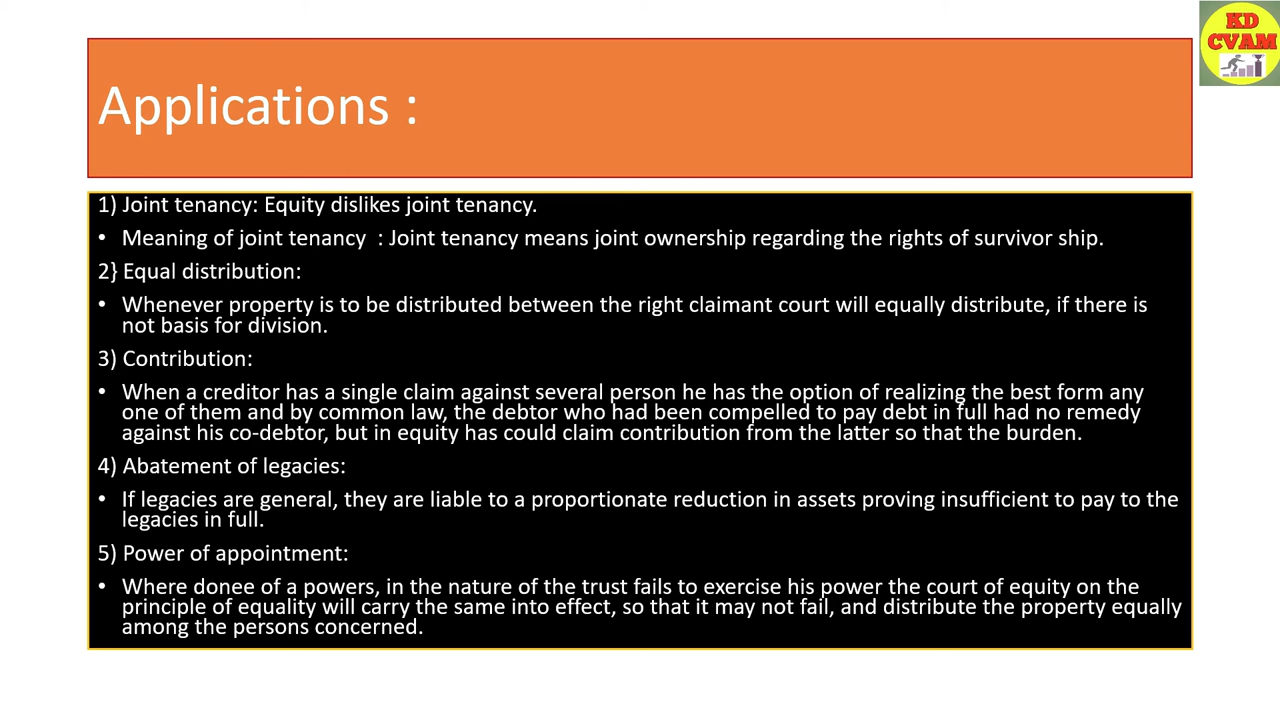 KD
CVAM
Applications :
1) Joint tenancy: Equity dislikes joint tenancy.
• Meaning of joint tenancy : Joint tenancy means joint ownership regarding the rights of survivor ship.
2} Equal distribution:
• Whenever property is to be distributed between the right claimant court will equally distribute, if there is
not basis for division.
3) Contribution:
• When a creditor has a single claim against several person he has the option of realizing the best form any
one of them and by common law, the debtor who had been compelled to pay debt in full had no remedy
against his co-debtor, but in equity has could claim contribution from the latter so that the burden.
4) Abatement of legacies:
• If legacies are general, they are liable to a proportionate reduction in assets proving insufficient to pay to the
legacies in full.
5) Power of appointment:
• Where donee of a powers, in the nature of the trust fails to exercise his power the court of equity on the
principle of equality will carry the same into effect, so that it may not fail, and distribute the property equally
among the persons concerned.